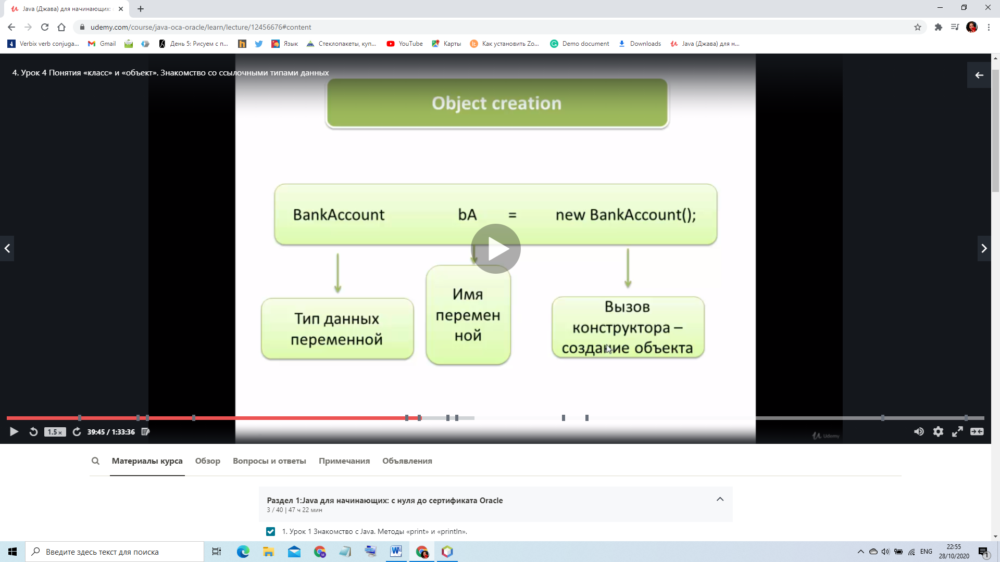 Java (Джава) для начинающих:
udemy.com/course/java-oca-oracle/learn/lecture/12456676#content
Verbix verb conjuga...
Gmail
День 5: Рисуем с п...
Язык
Стеклопакеты, куп...
YouTube
Карты
Как установить Zo...
Demo document
Downloads
Java (Джава) для н...
4. Урок 4 Понятия «класс» и «объект». Знакомство со ссылочными типами данных
Object creation
BankAccount bA = new BankAccount();
Тип данных
переменной
Имя
перемен
ной
Вызов
конструктора –
создание объекта
1.5×
39:45 / 1:33:36
Udemy
Материалы курса
Обзор
Вопросы и ответы
Примечания
Объявления
Раздел 1:Java для начинающих: с нуля до сертификата Oracle
3 / 40 | 47 ч 22 мин
1. Урок 1 Знакомство с Java. Методы «print» и «println».
Введите здесь текст для поиска
ENG
22:55
28/10/2020
1